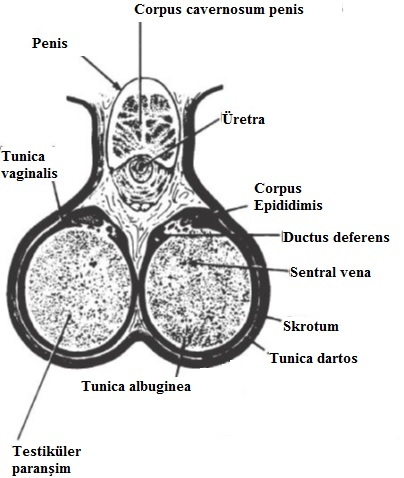 Corpus cavernosum penis
Penis
Üretra
Tunica
vaginalis
Corpus
Epididimis
Ductus deferens
Sentral vena
Skrotum
Tunica dartos
Tunica albuginea
Testiküler
paranşim